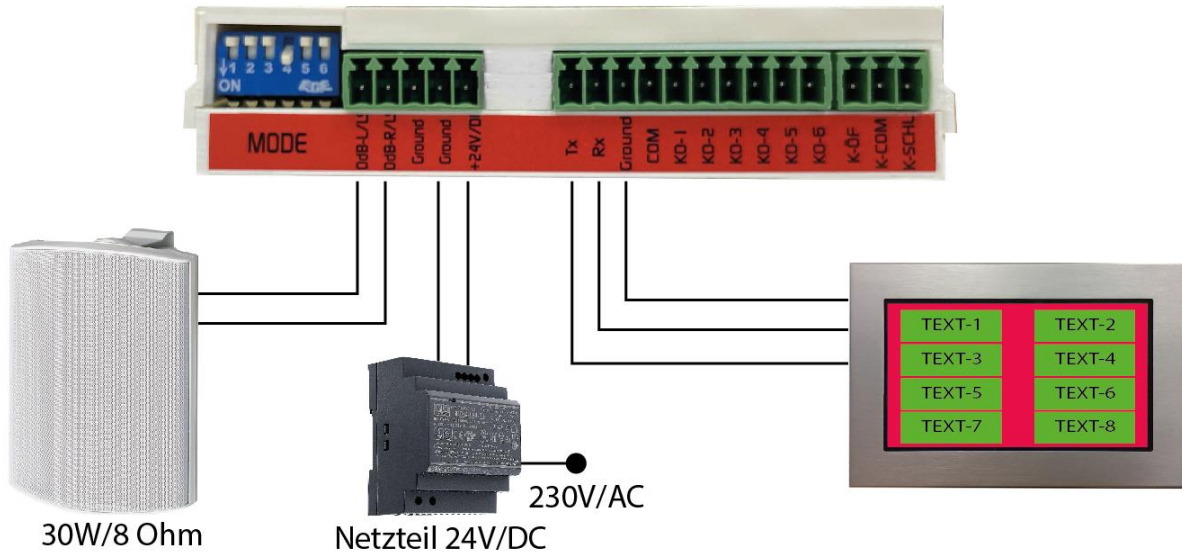 1 2 3 4 5 6
ON
MODE
0dB-L/L
0dB-R/L
Ground
Ground
+24V/D
Tx
Rx
Ground
COM
KO-1
KO-2
KO-3
KO-4
KO-5
KO-6
K-ÖF
K-COM
K-SCHL
TEXT-1 TEXT-2
TEXT-3 TEXT-4
TEXT-5 TEXT-6
TEXT-7 TEXT-8
230V/AC
30W/8 Ohm
Netzteil 24V/DC